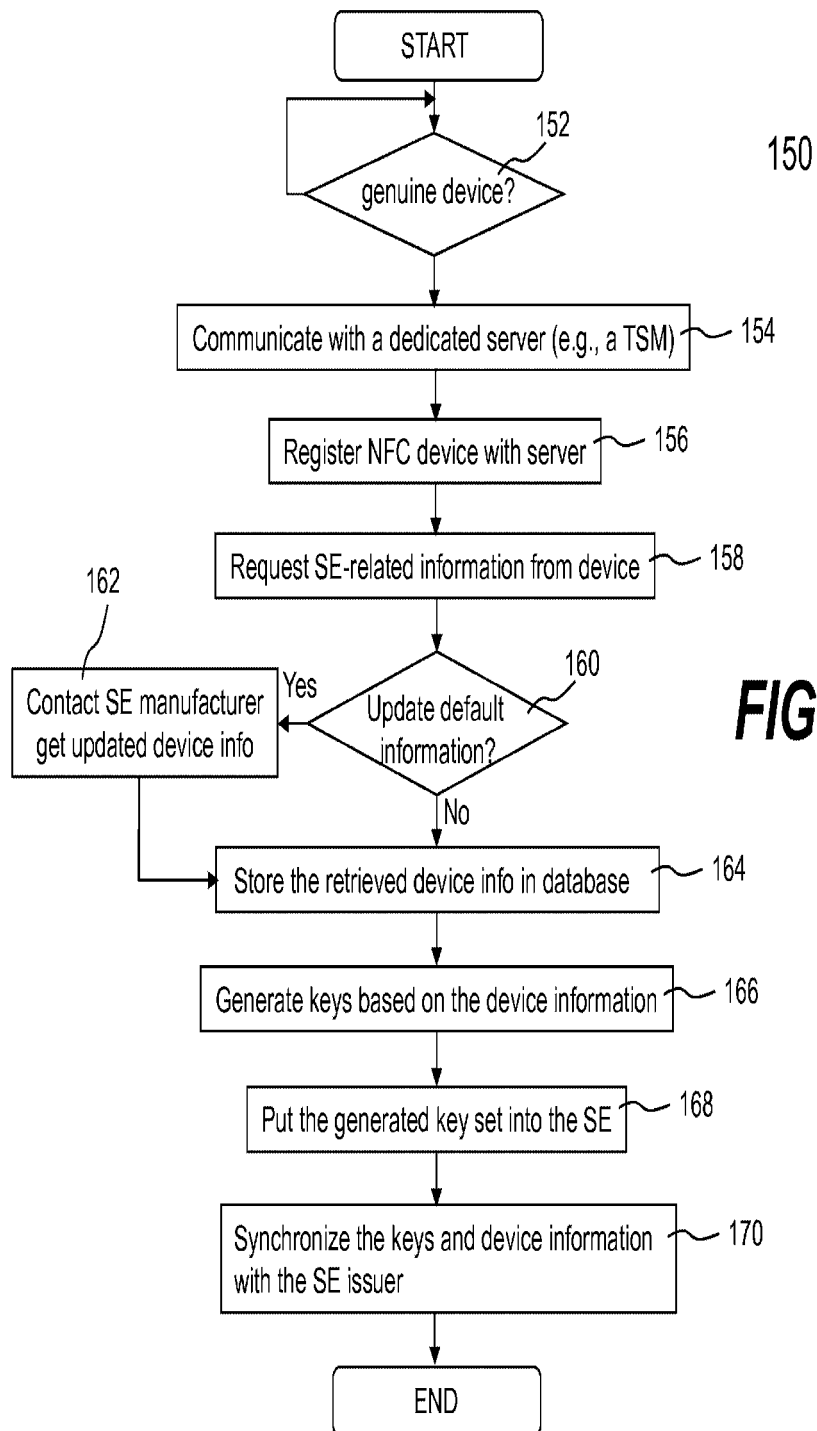 START
152
150
genuine device?
Communicate with a dedicated server (e.g., a TSM)
154
Register NFC device with server
156
Request SE-related information from device
158
162
160
Contact SE manufacturer
get updated device info
Yes
Update default
information?
FIG
No
Store the retrieved device info in database
164
Generate keys based on the device information
166
Put the generated key set into the SE
168
Synchronize the keys and device information
with the SE issuer
170
END